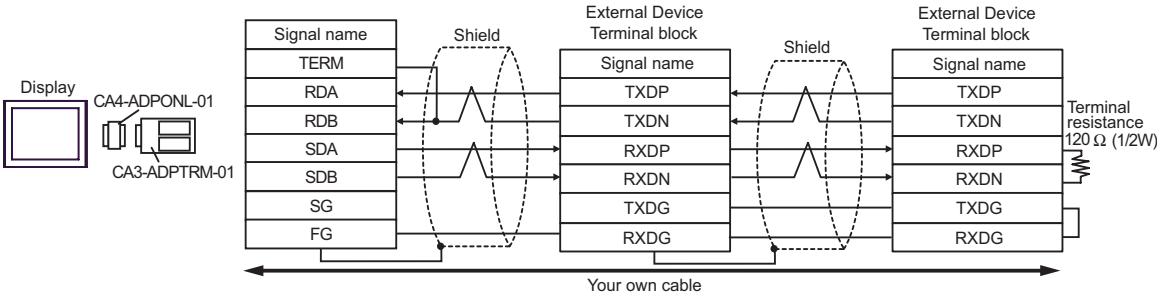 Display
CA4-ADPONL-01
CA3-ADPTRM-01
Signal name
TERM
RDA
RDB
SDA
SDB
SG
FG
Shield
External Device
Terminal block
Signal name
TXDP
TXDN
RXDP
RXDN
TXDG
RXDG
Shield
External Device
Terminal block
Signal name
TXDP
TXDN
RXDP
RXDN
TXDG
RXDG
Terminal
resistance
120 Ω (1/2W)
Your own cable